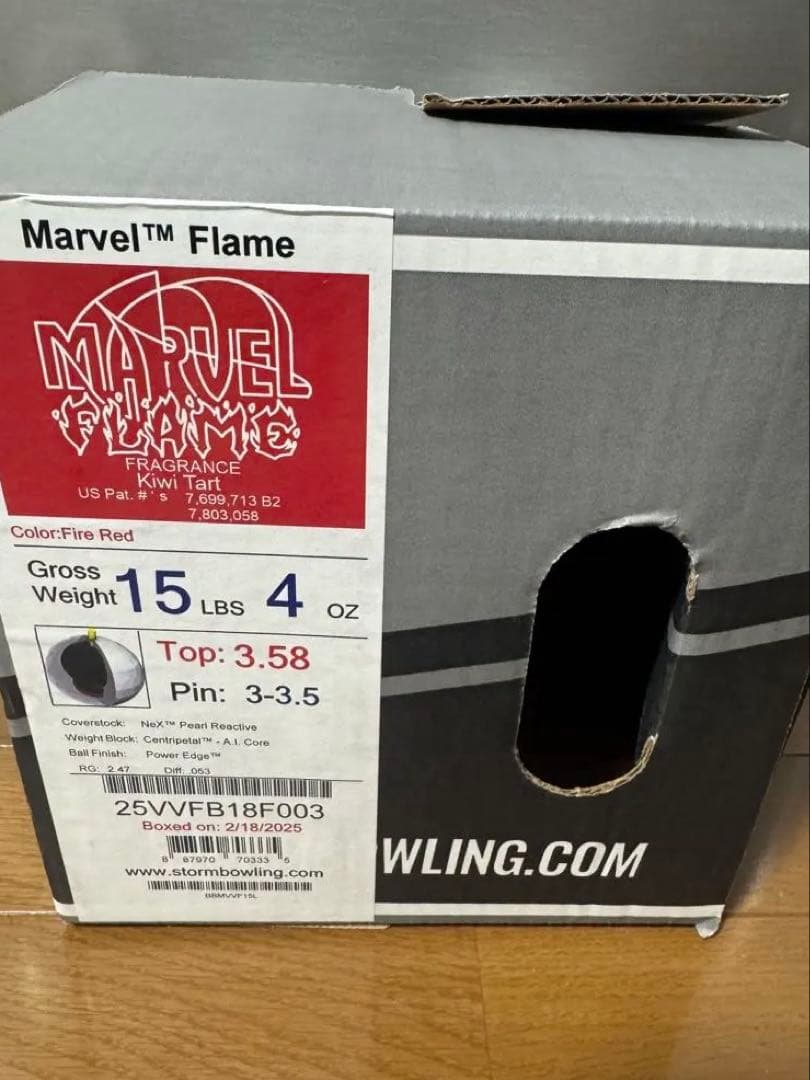 Marvel™ Flame
MARVEL
FLAME
FRAGRANCE
Kiwi Tart
US Pat. #'s 7,699,713 B2
7,803,058
Color:Fire Red
Gross
Weight 15 LBS 4 OZ
Top: 3.58
Pin: 3-3.5
Coverstock: NeX™ Pearl Reactive
Weight Block: Centripetal™ - A.I. Core
Ball Finish: Power Edge™
RG: 2.47 Diff: .053
25VVFB18F003
Boxed on: 2/18/2025
8 87970 70333 5
www.stormbowling.com
BBMVVF15L
WLING.COM